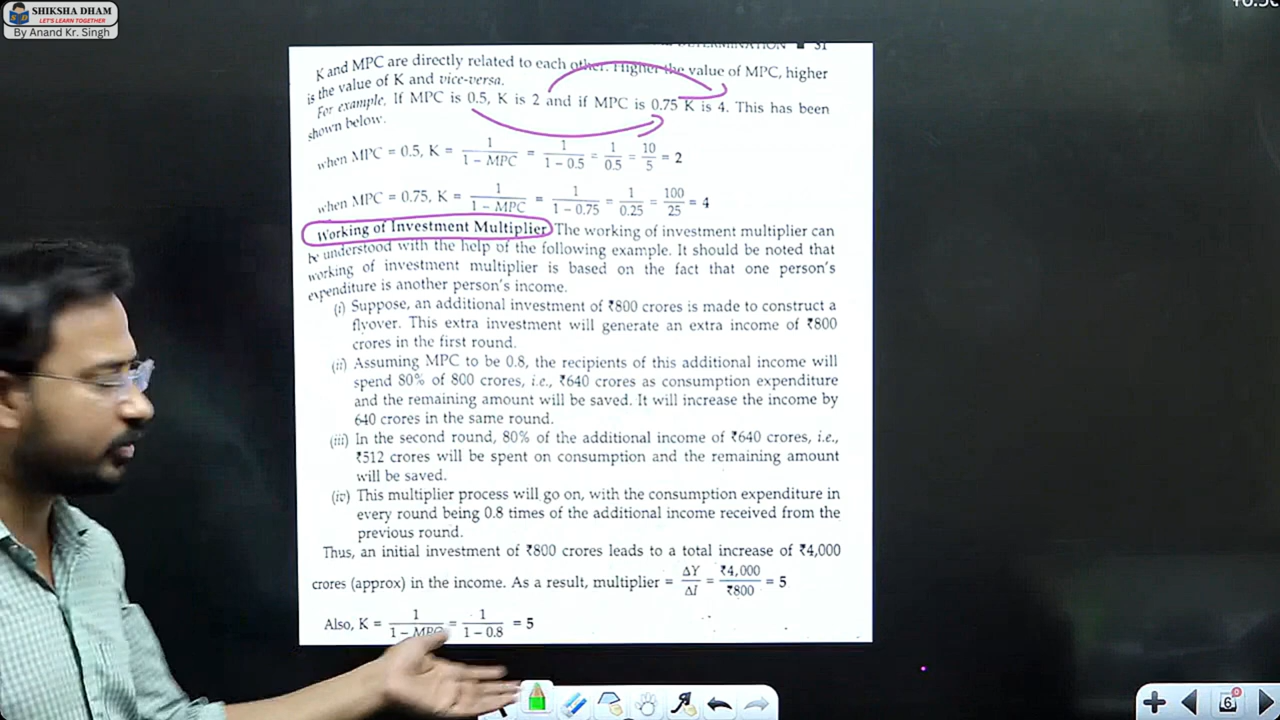 SHIKSHA DHAM
LET'S LEARN TOGETHER
By Anand Kr. Singh
31
K and MPC are directly related to each other. Higher the value of MPC, higher
is the value of K and vice-versa.
For example, If MPC is 0.5, K is 2 and if MPC is 0.75 K is 4. This has been
shown below.
when MPC = 0.5, K = 1/(1 – MPC) = 1/(1 – 0.5) = 1/0.5 = 10/5 = 2
when MPC = 0.75, K = 1/(1 – MPC) = 1/(1 – 0.75) = 1/0.25 = 100/25 = 4
Working of Investment Multiplier The working of investment multiplier can
be understood with the help of the following example. It should be noted that
working of investment multiplier is based on the fact that one person's
expenditure is another person's income.
(i) Suppose, an additional investment of ₹800 crores is made to construct a
flyover. This extra investment will generate an extra income of ₹800
crores in the first round.
(ii) Assuming MPC to be 0.8, the recipients of this additional income will
spend 80% of 800 crores, i.e., ₹640 crores as consumption expenditure
and the remaining amount will be saved. It will increase the income by
640 crores in the same round.
(iii) In the second round, 80% of the additional income of ₹640 crores, i.e.,
₹512 crores will be spent on consumption and the remaining amount
will be saved.
(iv) This multiplier process will go on, with the consumption expenditure in
every round being 0.8 times of the additional income received from the
previous round.
Thus, an initial investment of ₹800 crores leads to a total increase of ₹4,000
crores (approx) in the income. As a result, multiplier = ΔY/ΔI = ₹4,000/₹800 = 5
Also, K = 1/(1 – MPC) = 1/(1 – 0.8) = 5
6